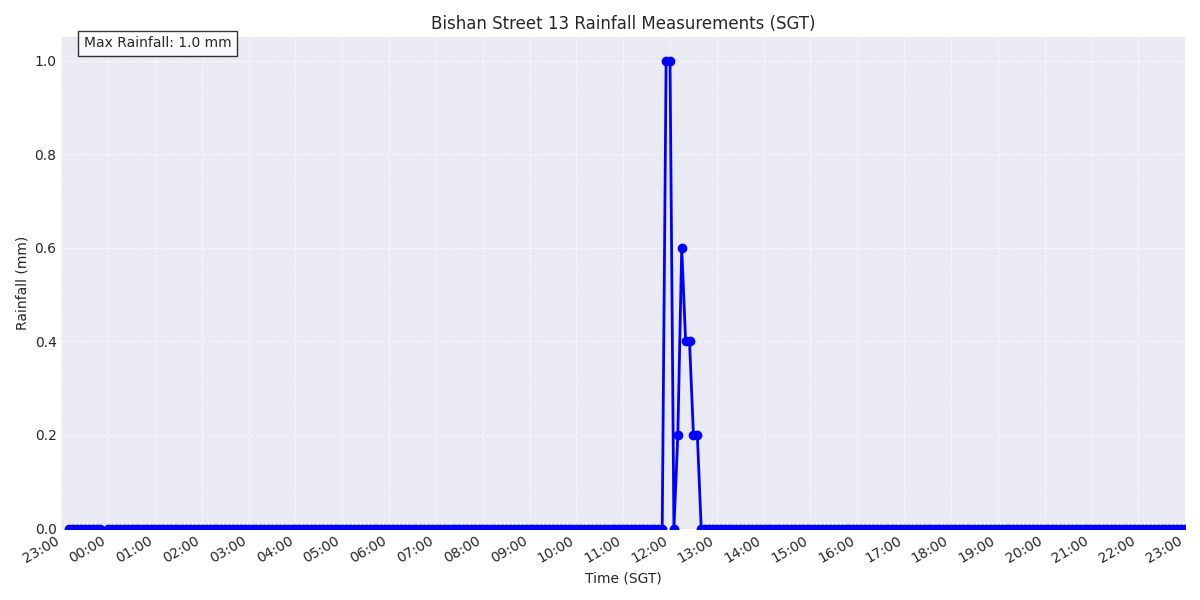 Bishan Street 13 Rainfall Measurements (SGT)
Max Rainfall: 1.0 mm
1.0
0.8
0.6
0.4
0.2
0.0
Rainfall (mm)
23:00 00:00 01:00 02:00 03:00 04:00 05:00 06:00 07:00 08:00 09:00 10:00 11:00 12:00 13:00 14:00 15:00 16:00 17:00 18:00 19:00 20:00 21:00 22:00 23:00
Time (SGT)